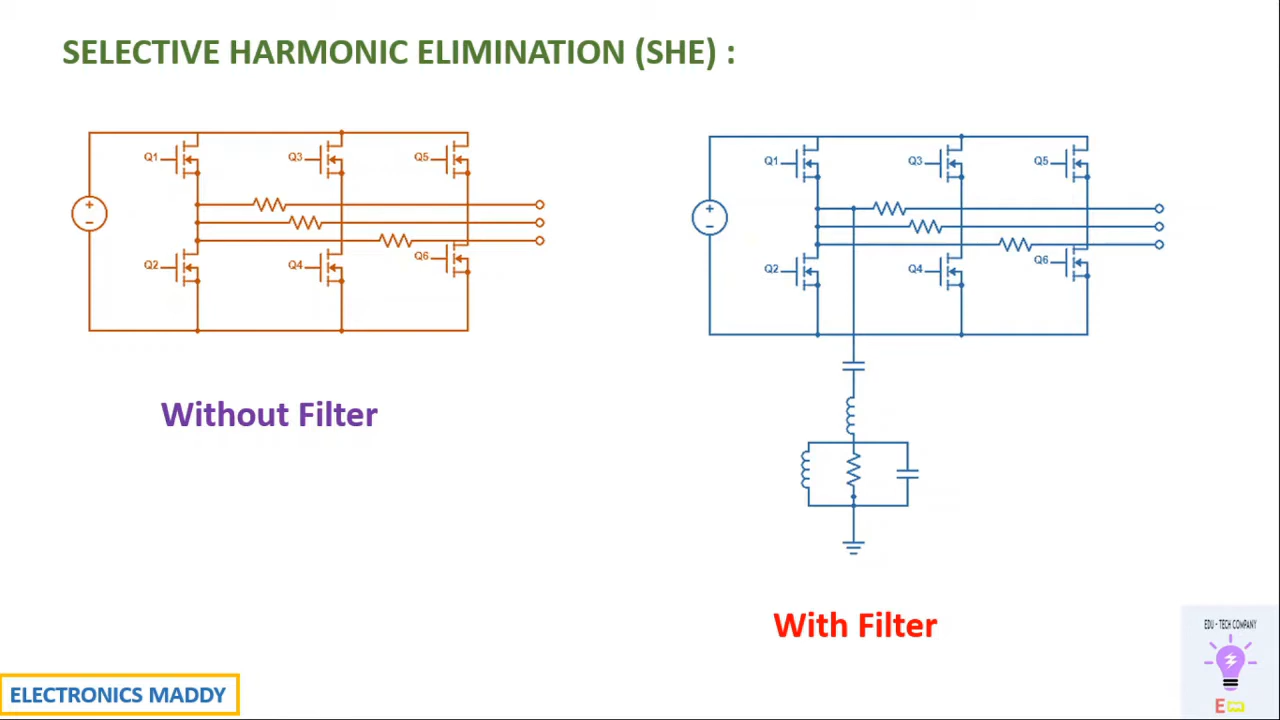 SELECTIVE HARMONIC ELIMINATION (SHE) :
Q1
Q3
Q5
Q2
Q4
Q6
Q1
Q3
Q5
Q2
Q4
Q6
Without Filter
With Filter
EDU - TECH COMPANY
E
ELECTRONICS MADDY